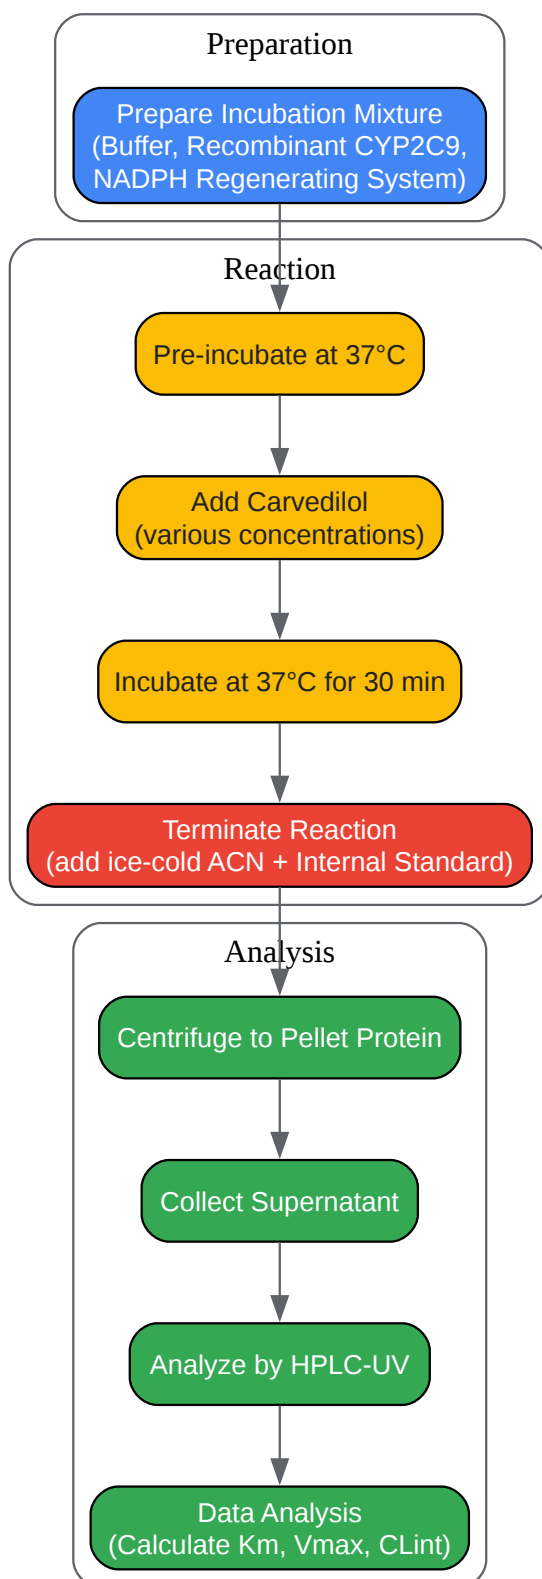 Preparation
Prepare Incubation Mixture
(Buffer, Recombinant CYP2C9,
NADPH Regenerating System)
Reaction
Pre-incubate at 37°C
Add Carvedilol
(various concentrations)
Incubate at 37°C for 30 min
Terminate Reaction
(add ice-cold ACN + Internal Standard)
Analysis
Centrifuge to Pellet Protein
Collect Supernatant
Analyze by HPLC-UV
Data Analysis
(Calculate Km, Vmax, CLint)